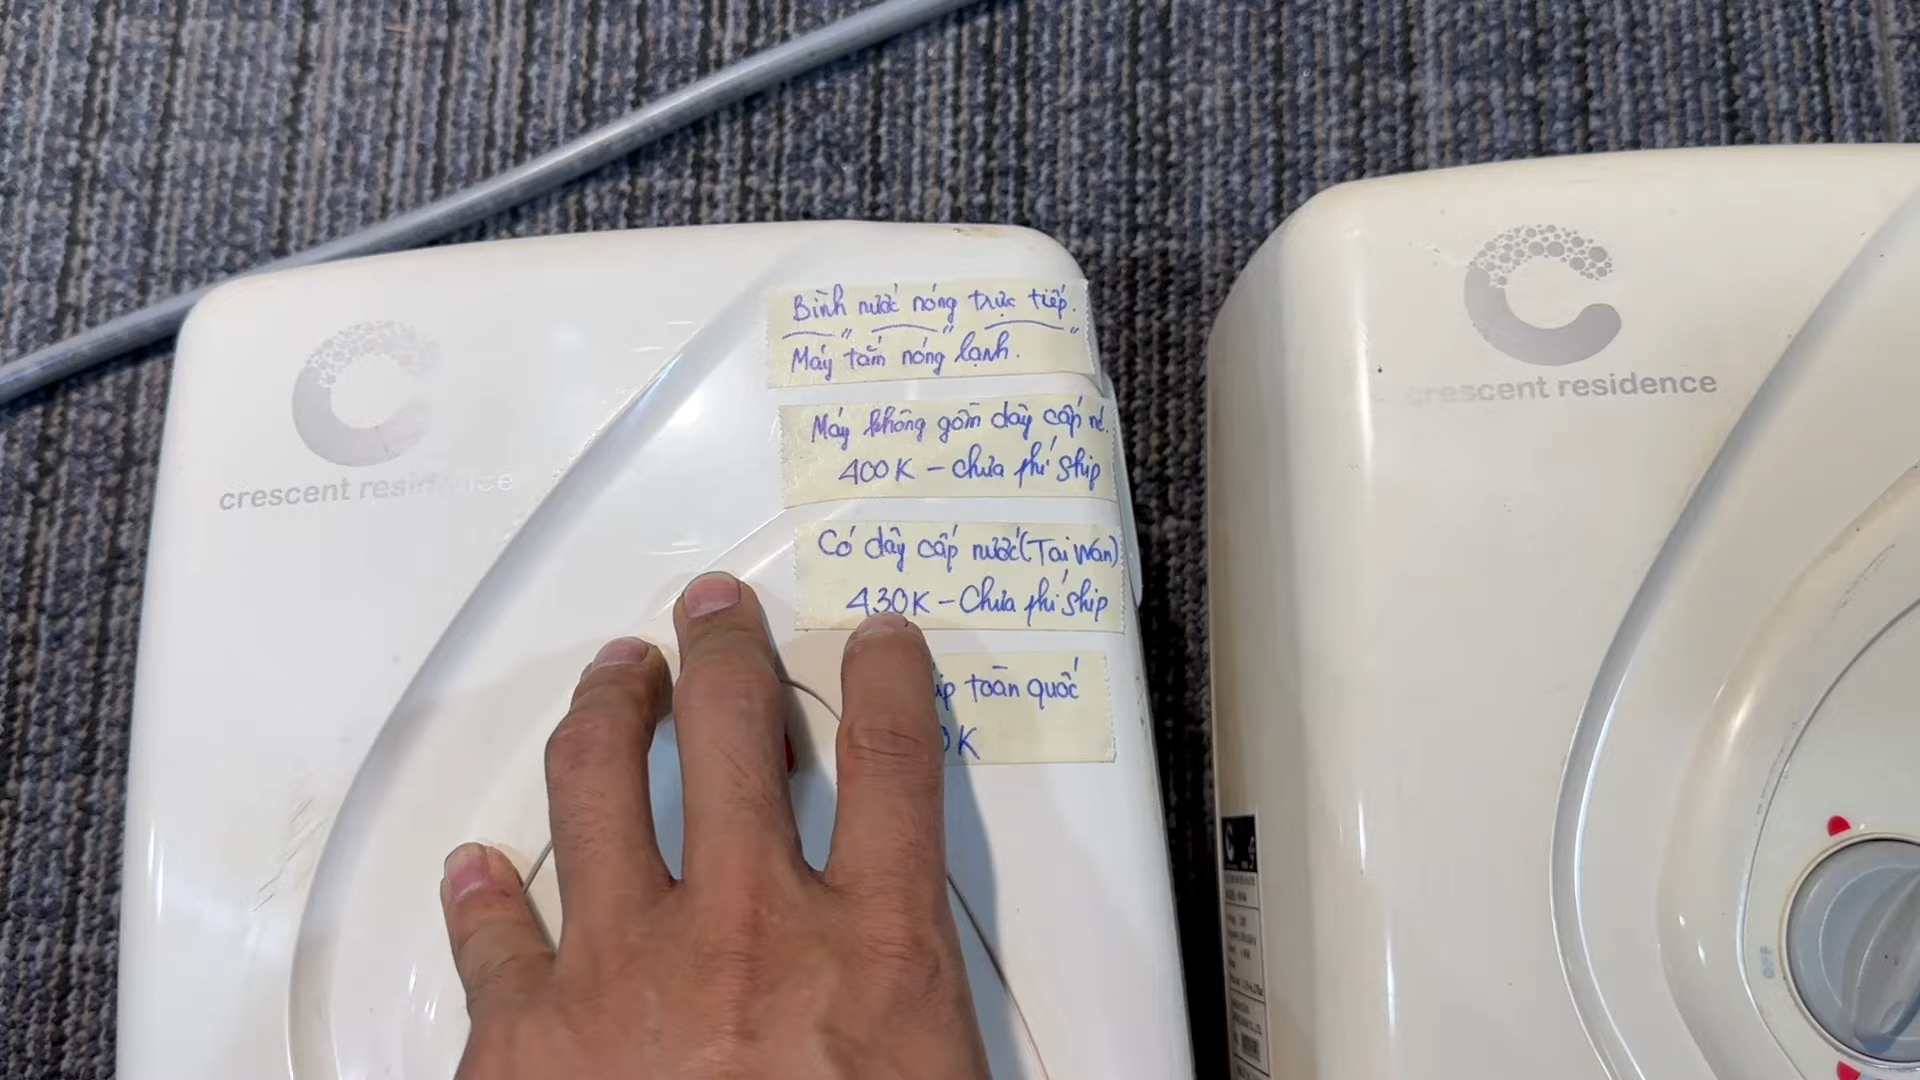 Bình nước nóng trực tiếp.
Máy tắm nóng lạnh.
Máy không gồm dây cấp nc.
400K - chưa phí ship
Có dây cấp nước (Tai wan)
430K - Chưa phí ship
toàn quốc
K
crescent residence
crescent residence
OFF